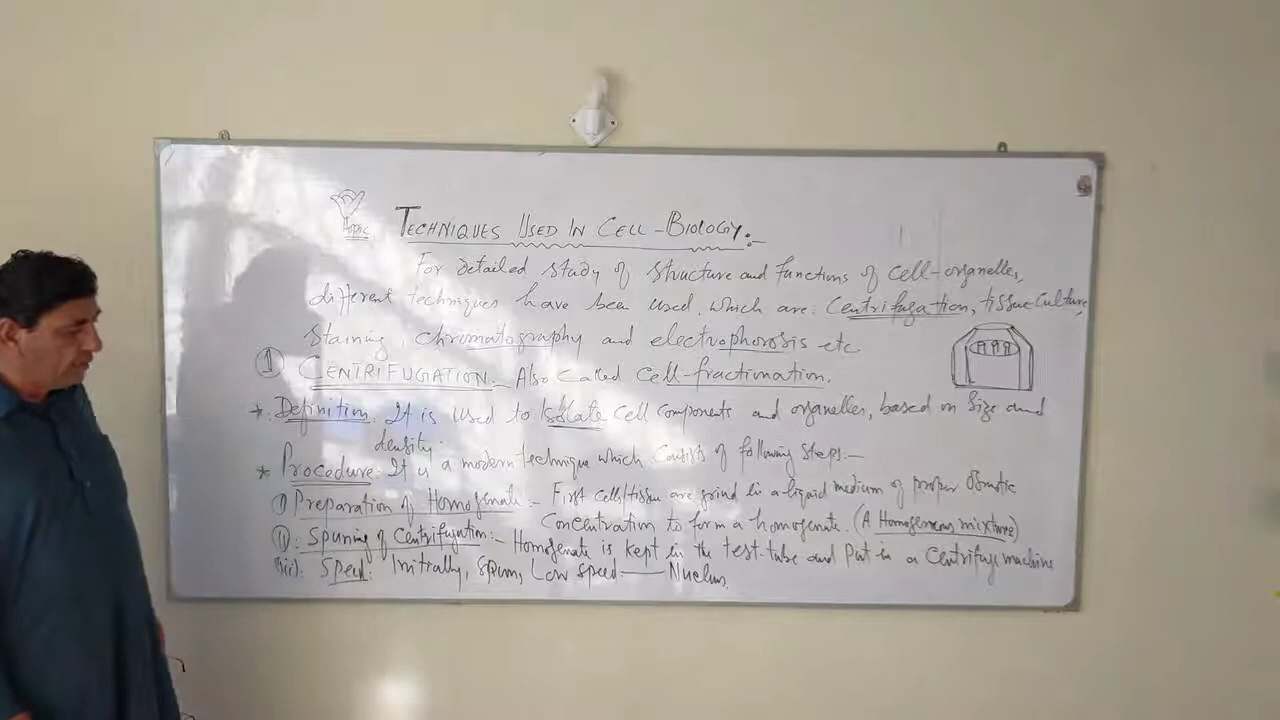 Topic
TECHNIQUES USED IN CELL-BIOLOGY:-
For detailed study of structure and functions of cell-organelles,
different techniques have been used, which are: Centrifugation, tissue culture,
Staining, chromatography and electrophorosis etc
① CENTRIFUGATION - Also Called Cell-fractionation.
* Definition. It is used to Isolate cell components and organelles, based on Size and
density.
* Procedure: It is a modern technique which consists of following steps:-
(i) Preparation of Homogenate - First cells/tissu are grind in a liquid medium of proper Osmotic
Concentration to form a homogenate. (A Homogeneous mixture)
(ii): Spuning of Centrifugation:- Homogenate is kept in the test-tube and Put in a Centrifuge machine
(iii): Speed: Initially, Spun, Low speed — Nucleus,